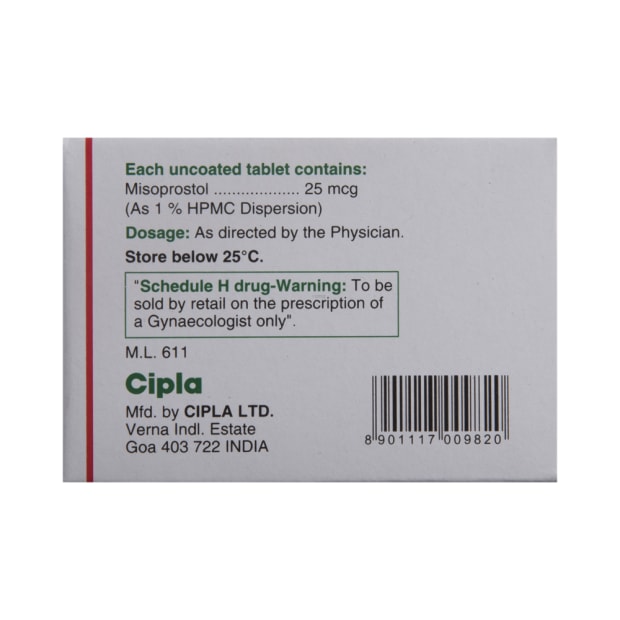 Each uncoated tablet contains:
Misoprostol ................... 25 mcg
(As 1 % HPMC Dispersion)
Dosage: As directed by the Physician.
Store below 25°C.
"Schedule H drug-Warning: To be
sold by retail on the prescription of
a Gynaecologist only".
M.L. 611
Cipla
Mfd. by CIPLA LTD.
Verna Indl. Estate
Goa 403 722 INDIA
8 901117 009820